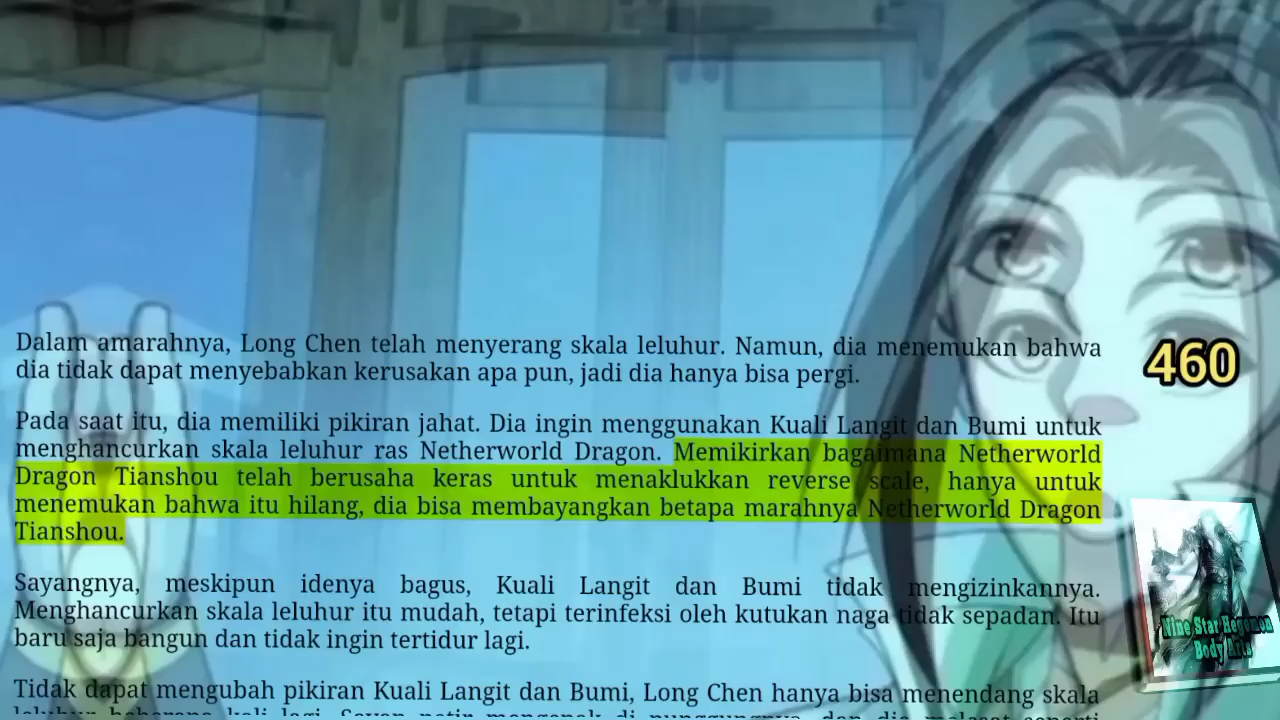 Dalam amarahnya, Long Chen telah menyerang skala leluhur. Namun, dia menemukan bahwa
dia tidak dapat menyebabkan kerusakan apa pun, jadi dia hanya bisa pergi.
460
Pada saat itu, dia memiliki pikiran jahat. Dia ingin menggunakan Kuali Langit dan Bumi untuk
menghancurkan skala leluhur ras Netherworld Dragon. Memikirkan bagaimana Netherworld
Dragon Tianshou telah berusaha keras untuk menaklukkan reverse scale, hanya untuk
menemukan bahwa itu hilang, dia bisa membayangkan betapa marahnya Netherworld Dragon
Tianshou.
Sayangnya, meskipun idenya bagus, Kuali Langit dan Bumi tidak mengizinkannya.
Menghancurkan skala leluhur itu mudah, tetapi terinfeksi oleh kutukan naga tidak sepadan. Itu
baru saja bangun dan tidak ingin tertidur lagi.
Nine Star Hegemon
Body Arts
Tidak dapat mengubah pikiran Kuali Langit dan Bumi, Long Chen hanya bisa menendang skala